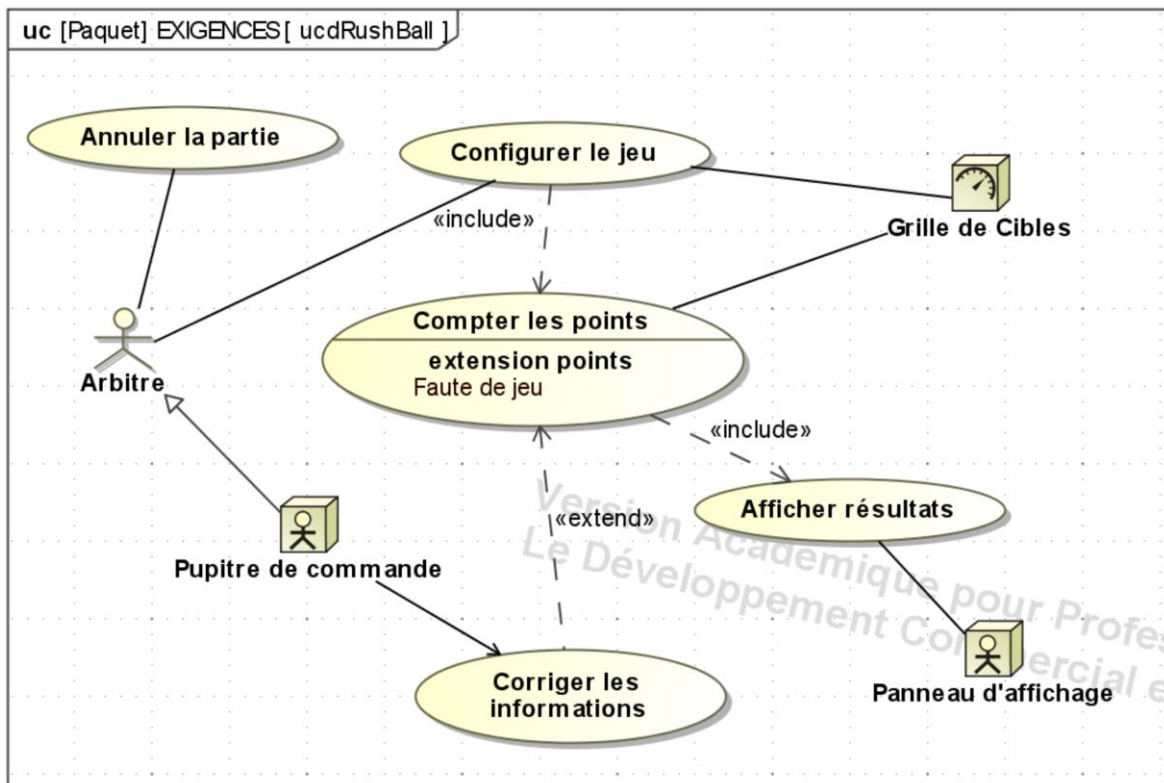 uc [Paquet] EXIGENCES[ ucdRushBall ]
Annuler la partie
Configurer le jeu
«include»
Grille de Cibles
Compter les points
extension points
Faute de jeu
Arbitre
«include»
Afficher résultats
«extend»
Pupitre de commande
Version Académique pour Profes
Le Développement Commercial e
Corriger les
informations
Panneau d'affichage